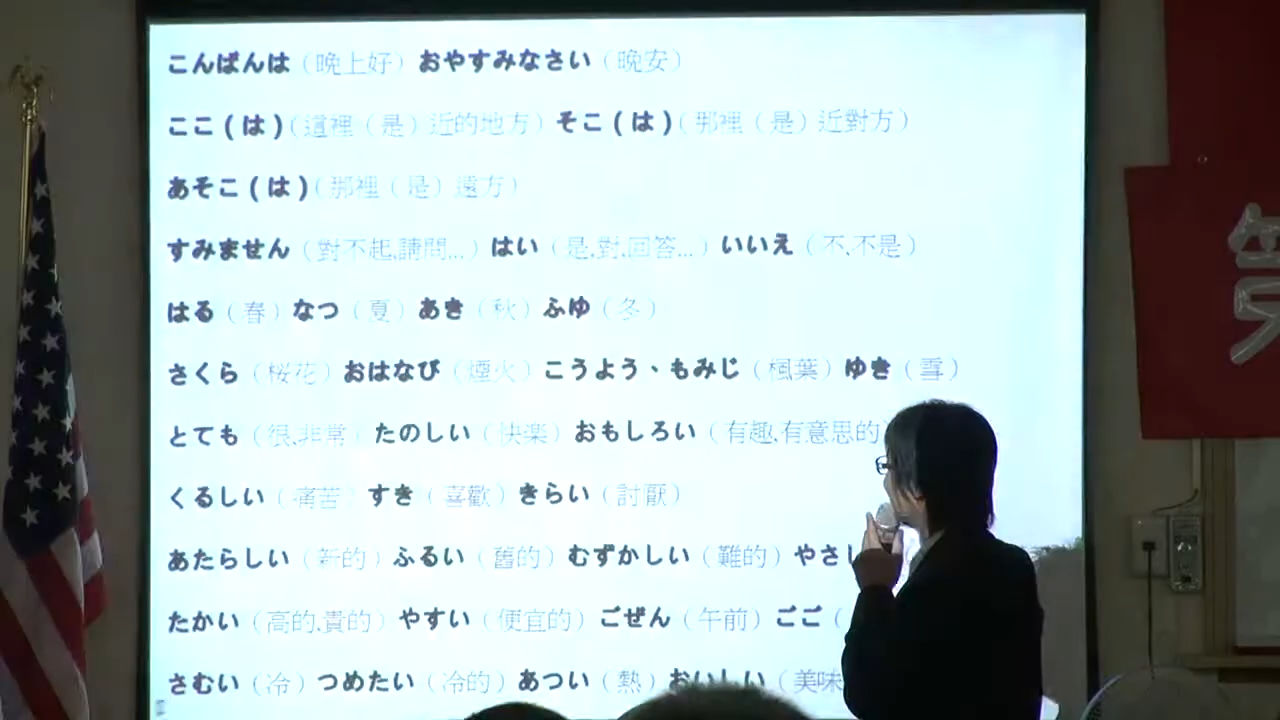 こんばんは（晚上好）おやすみなさい（晚安）
ここ(は)(這裡（是）近的地方）そこ(は)(那裡（是）近對方）
あそこ(は)(那裡（是）遠方）
すみません（對不起,請問...）はい（是,對,回答...）いいえ（不,不是）
はる（春）なつ（夏）あき（秋）ふゆ（冬）
さくら（桜花）おはなび（煙火）こうよう、もみじ（楓葉）ゆき（雪）
とても（很,非常）たのしい（快樂）おもしろい（有趣,有意思的）
くるしい（痛苦）すき（喜歡）きらい（討厭）
あたらしい（新的）ふるい（舊的）むずかしい（難的）やさし
たかい（高的,貴的）やすい（便宜的）ごぜん（午前）ごご（
さむい（冷）つめたい（冷的）あつい（熱）おいしい（美味